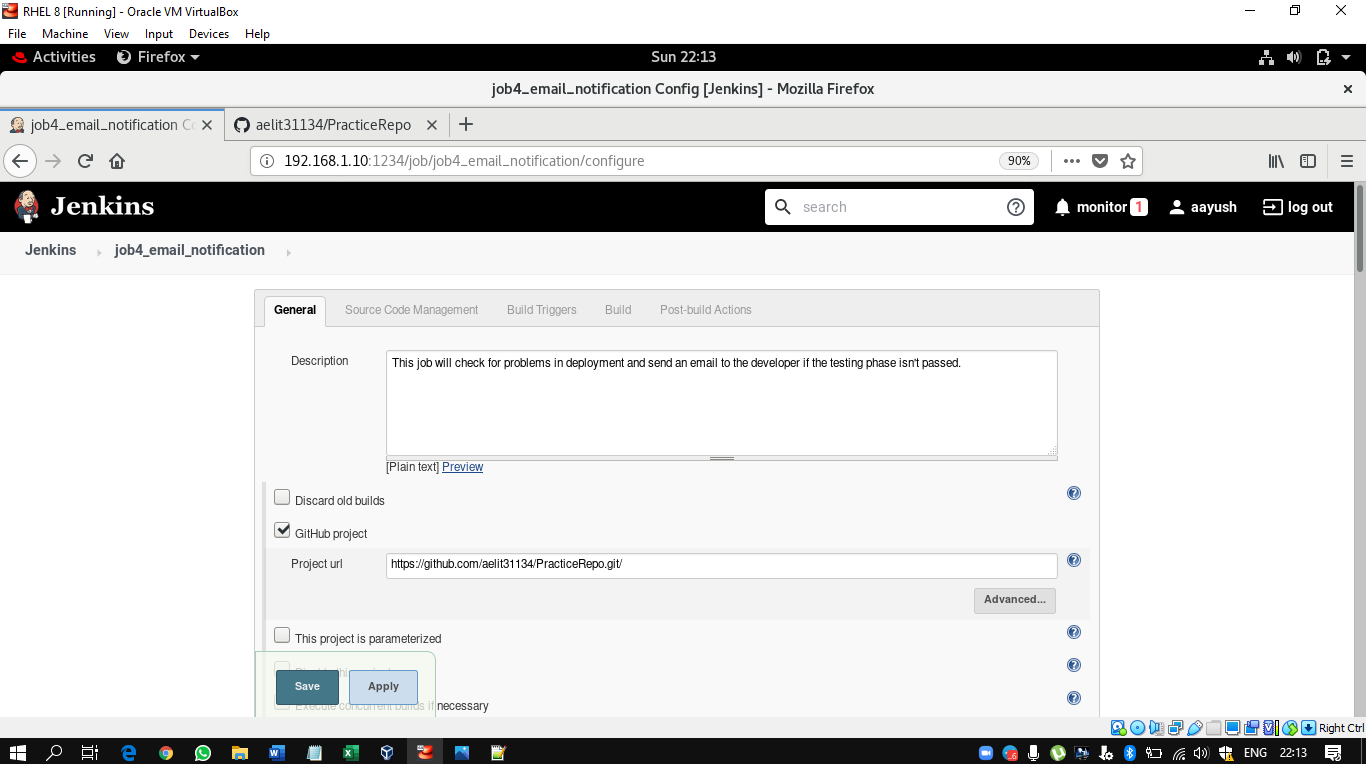 RHEL 8 [Running] - Oracle VM VirtualBox
File Machine View Input Devices Help
Activities Firefox Sun 22:13
job4_email_notification Config [Jenkins] - Mozilla Firefox
job4_email_notification Co aelit31134/PracticeRepo
192.168.1.10:1234/job/job4_email_notification/configure 90%
Jenkins search monitor 1 aayush log out
Jenkins job4_email_notification
General Source Code Management Build Triggers Build Post-build Actions
Description This job will check for problems in deployment and send an email to the developer if the testing phase isn't passed.
[Plain text] Preview
Discard old builds
GitHub project
Project url https://github.com/aelit31134/PracticeRepo.git/
Advanced...
This project is parameterized
Save Apply
Execute concurrent builds if necessary
Right Ctrl
ENG 22:13